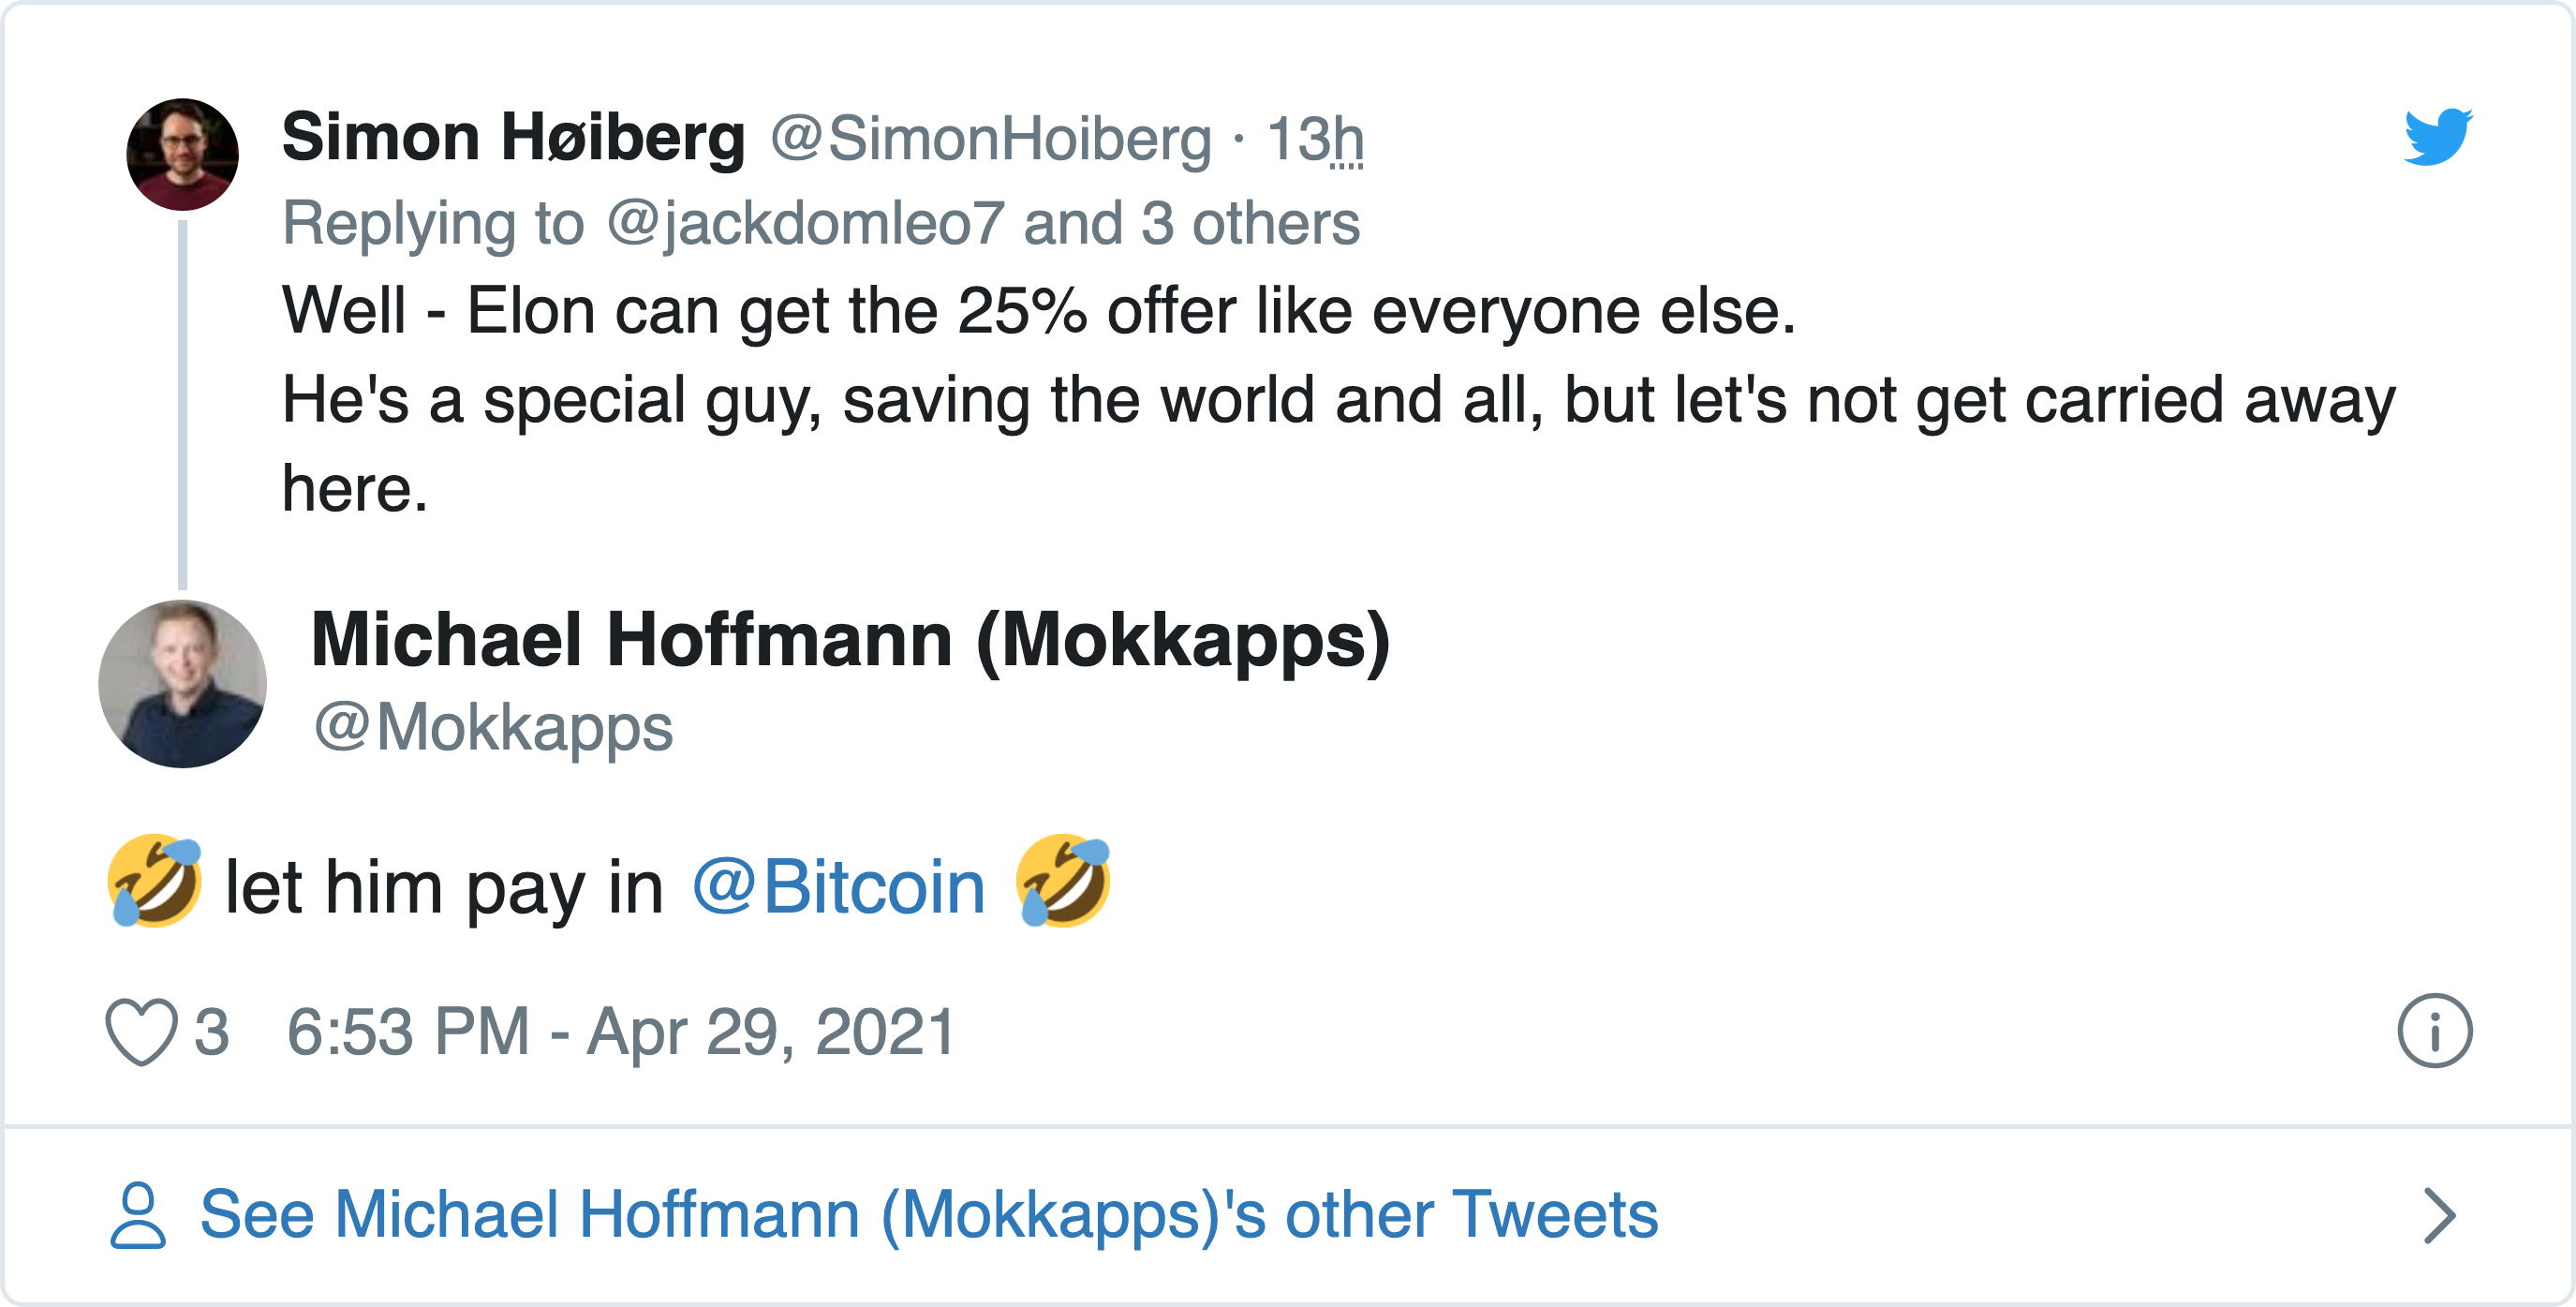 Simon Høiberg @SimonHoiberg · 13h
Replying to @jackdomleo7 and 3 others
Well - Elon can get the 25% offer like everyone else.
He's a special guy, saving the world and all, but let's not get carried away
here.
Michael Hoffmann (Mokkapps)
@Mokkapps
🤣 let him pay in @Bitcoin 🤣
3 6:53 PM - Apr 29, 2021
See Michael Hoffmann (Mokkapps)'s other Tweets